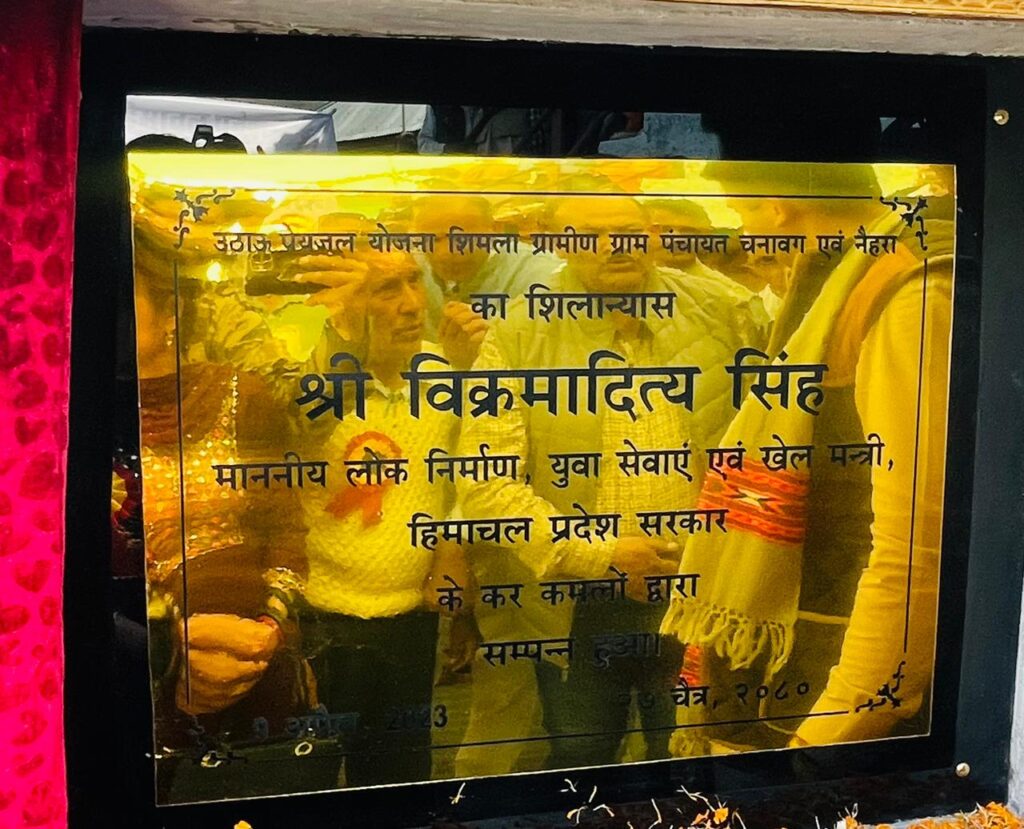 उठाऊ पेयजल योजना शिमला ग्रामीण ग्राम पंचायत चनावग एवं नैहरा
का शिलान्यास
श्री विक्रमादित्य सिंह
माननीय लोक निर्माण, युवा सेवाएं एवं खेल मन्त्री,
हिमाचल प्रदेश सरकार
के कर कमलों द्वारा
सम्पन्न हुआ।
चैत्र, २०८०
अप्रैल 2023